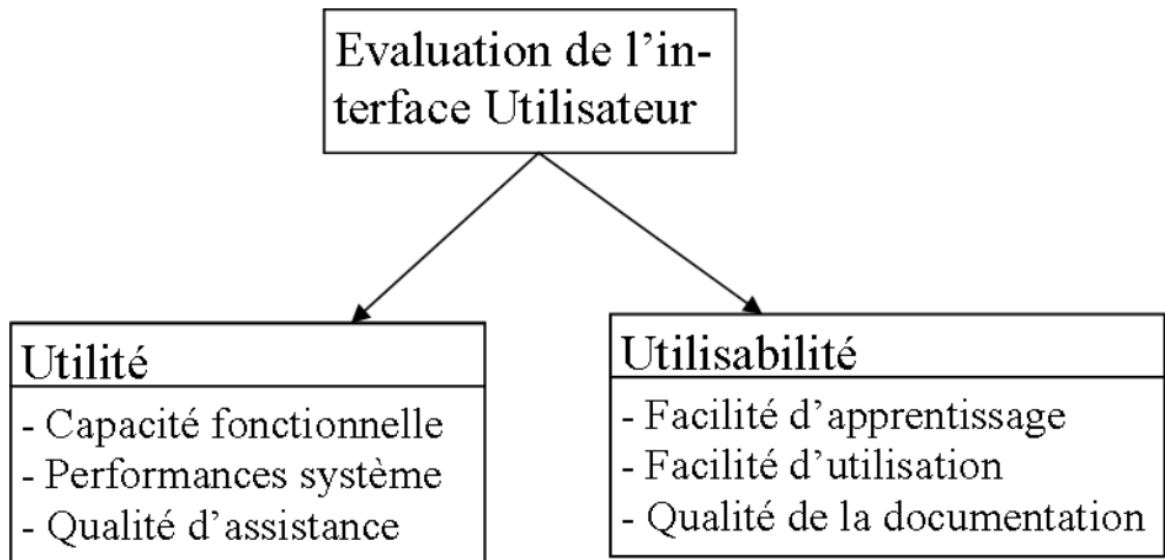 Evaluation de l’in-
terface Utilisateur
Utilité
- Capacité fonctionnelle
- Performances système
- Qualité d’assistance
Utilisabilité
- Facilité d’apprentissage
- Facilité d’utilisation
- Qualité de la documentation